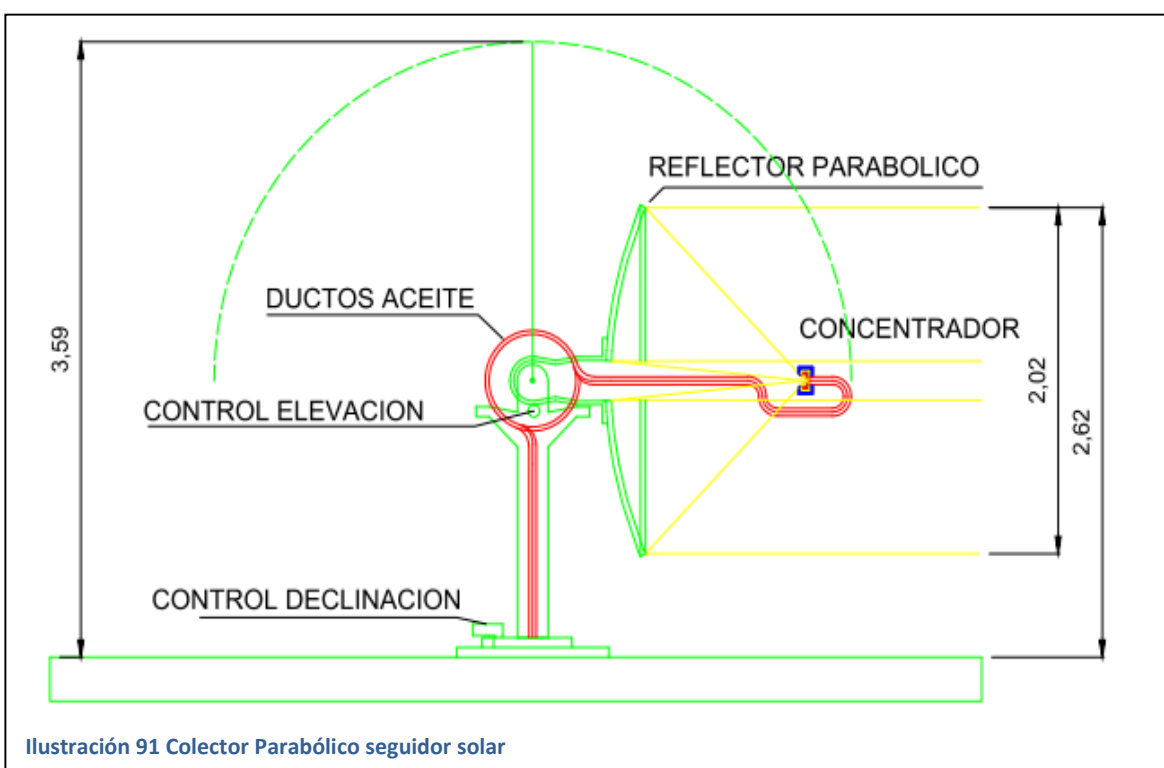 REFLECTOR PARABOLICO
DUCTOS ACEITE
CONCENTRADOR
3,59
2,02
CONTROL ELEVACION
2,62
CONTROL DECLINACION
Ilustración 91 Colector Parabólico seguidor solar